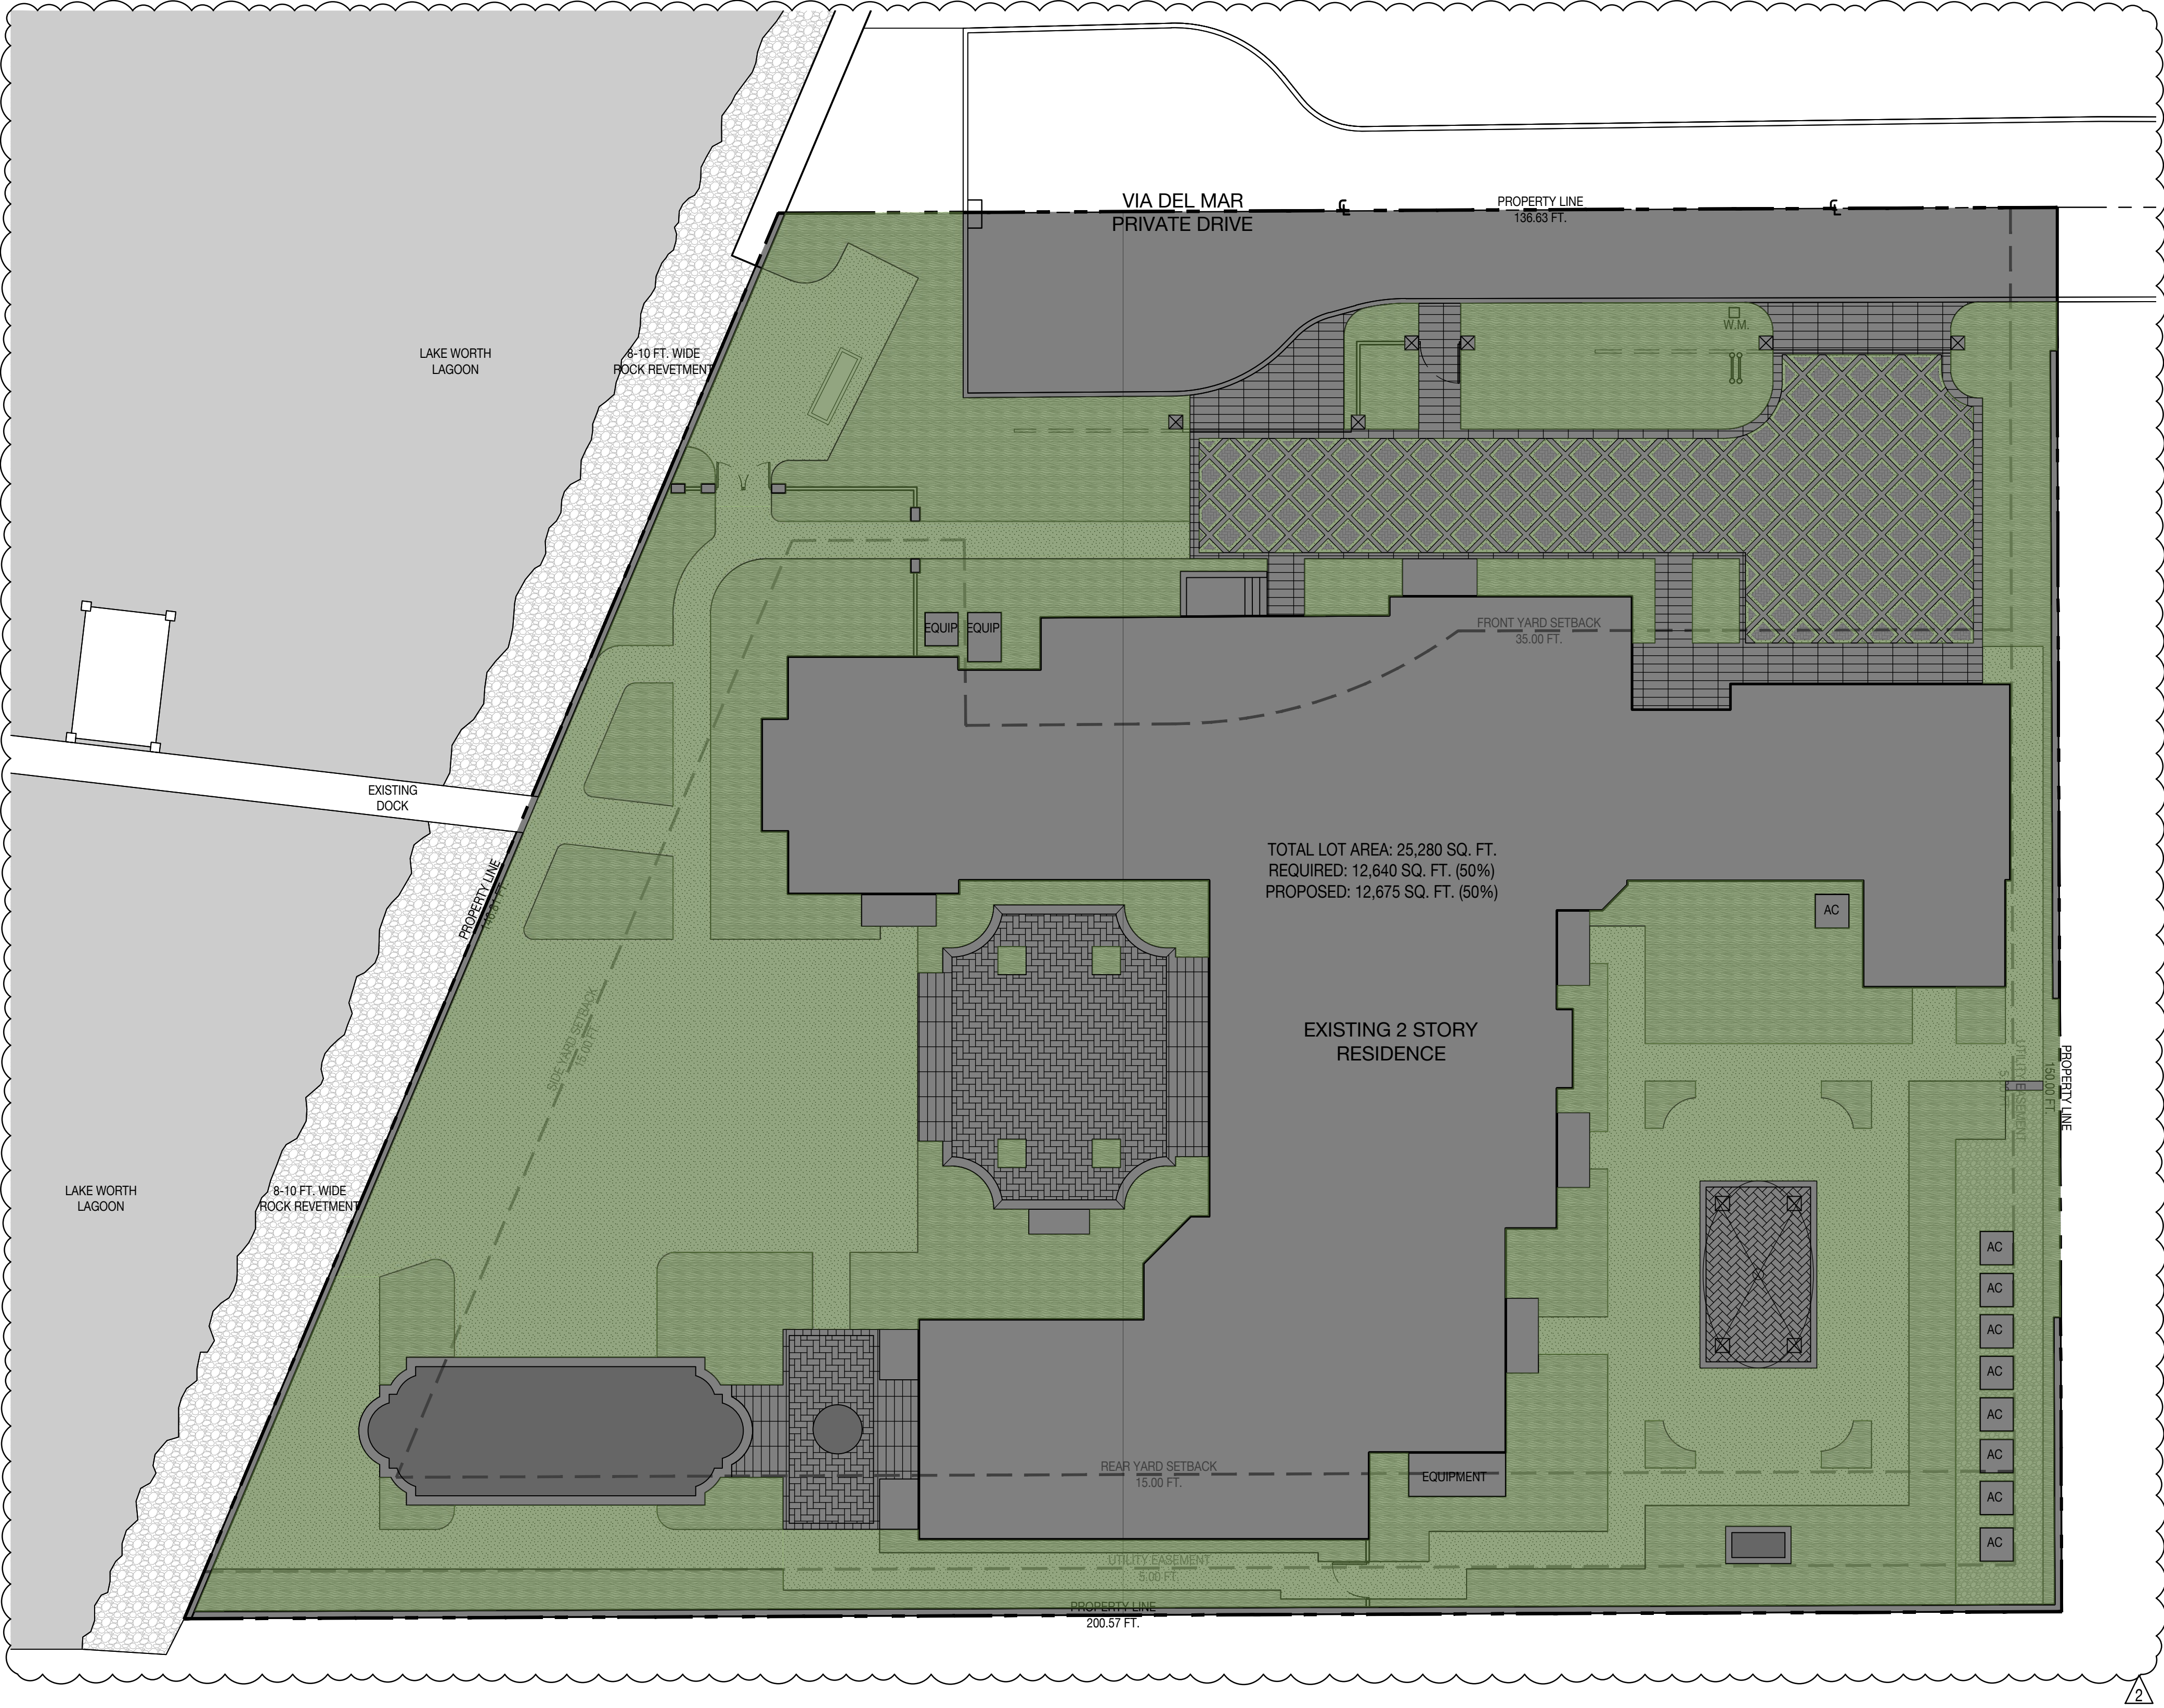 VIA DEL MAR
PRIVATE DRIVE
PROPERTY LINE
136.63 FT.
W.M.
LAKE WORTH
LAGOON
8-10 FT. WIDE
ROCK REVETMENT
EQUIP
EQUIP
FRONT YARD SETBACK
35.00 FT.
EXISTING
DOCK
PROPERTY LINE
TOTAL LOT AREA: 25,280 SQ. FT.
REQUIRED: 12,640 SQ. FT. (50%)
PROPOSED: 12,675 SQ. FT. (50%)
AC
EXISTING 2 STORY
RESIDENCE
SIDE YARD SETBACK
15.00 FT.
UTILITY EASEMENT
150.00 FT.
PROPERTY LINE
LAKE WORTH
LAGOON
8-10 FT. WIDE
ROCK REVETMENT
AC
AC
AC
AC
AC
AC
AC
AC
REAR YARD SETBACK
15.00 FT.
EQUIPMENT
UTILITY EASEMENT
5.00 FT.
PROPERTY LINE
200.57 FT.
2